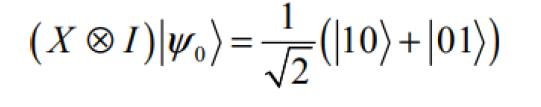 (X ⊗ I)|ψ₀⟩ = 1/√2 (|10⟩ + |01⟩)